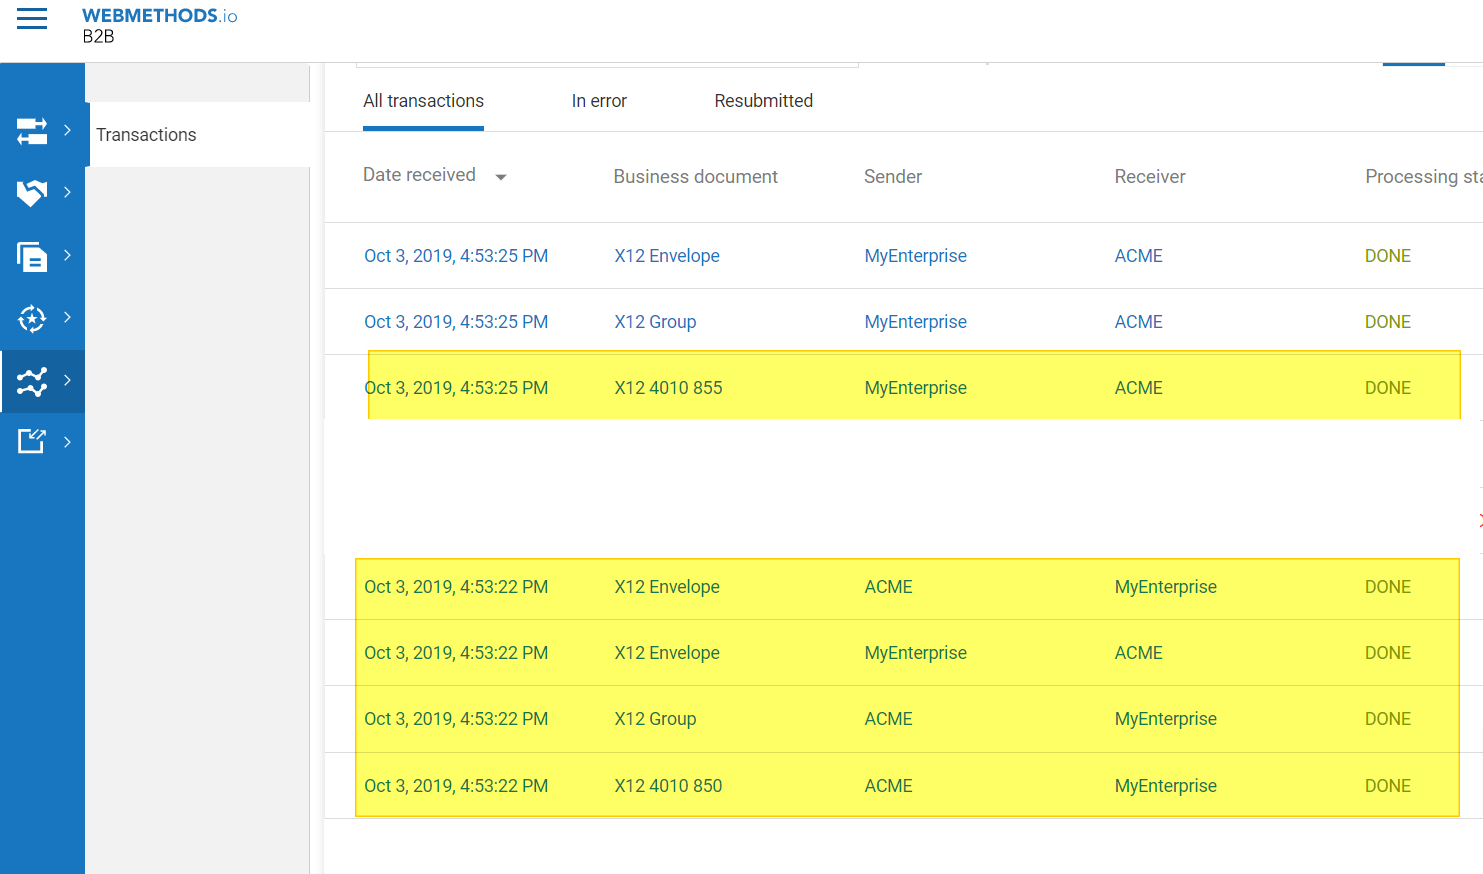 WEBMETHODS.io
B2B
All transactions In error Resubmitted
Transactions
Date received Business document Sender Receiver Processing sta
Oct 3, 2019, 4:53:25 PM X12 Envelope MyEnterprise ACME DONE
Oct 3, 2019, 4:53:25 PM X12 Group MyEnterprise ACME DONE
Oct 3, 2019, 4:53:25 PM X12 4010 855 MyEnterprise ACME DONE
Oct 3, 2019, 4:53:22 PM X12 Envelope ACME MyEnterprise DONE
Oct 3, 2019, 4:53:22 PM X12 Envelope MyEnterprise ACME DONE
Oct 3, 2019, 4:53:22 PM X12 Group ACME MyEnterprise DONE
Oct 3, 2019, 4:53:22 PM X12 4010 850 ACME MyEnterprise DONE